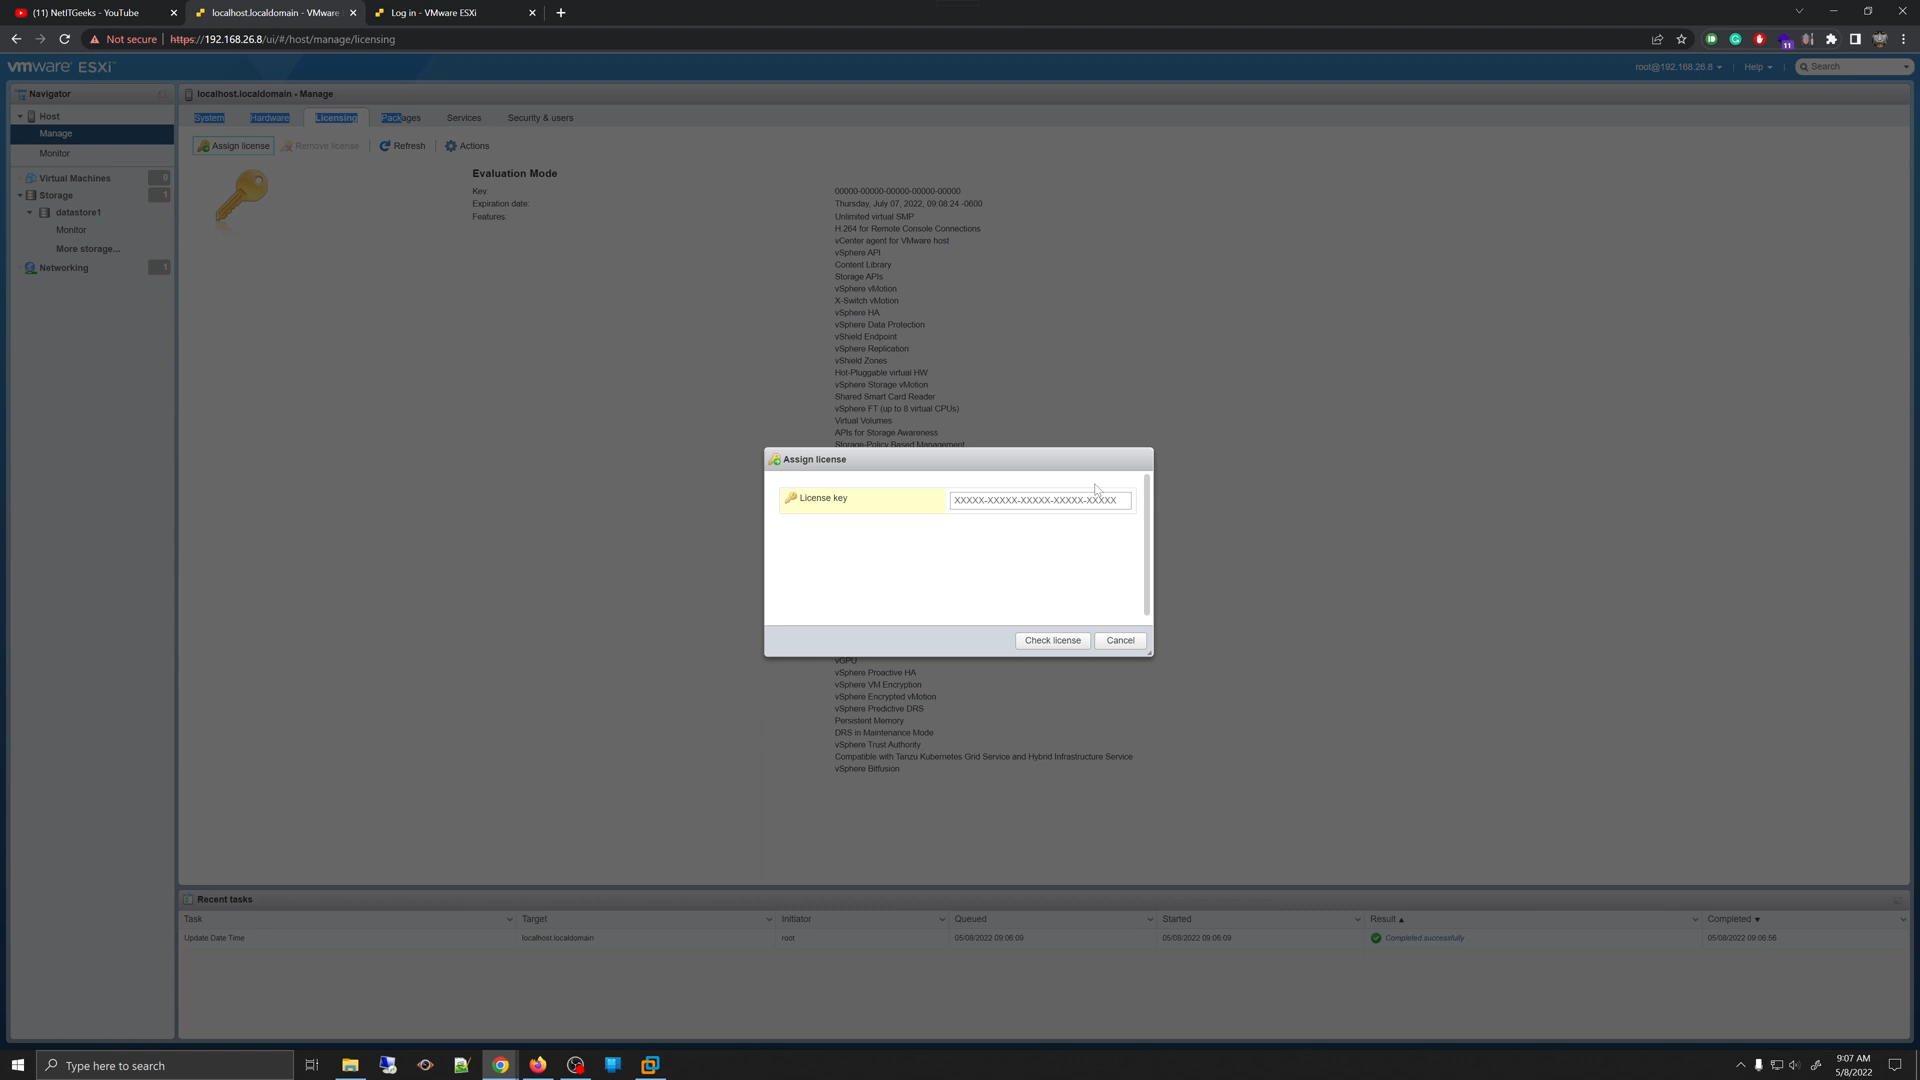 (11) NetITGeeks - YouTube
localhost.localdomain - VMware
Log in - VMware ESXi
Not secure
https://192.168.26.8/ui/#/host/manage/licensing
11
vmware ESXi
root@192.168.26.8
Help
Search
Navigator
localhost.localdomain - Manage
Host
Manage
Monitor
Virtual Machines
0
Storage
1
datastore1
Monitor
More storage...
Networking
1
System
Hardware
Licensing
Packages
Services
Security & users
Assign license
Remove license
Refresh
Actions
Evaluation Mode
Key:
00000-00000-00000-00000-00000
Expiration date:
Thursday, July 07, 2022, 09:08:24 -0600
Features:
Unlimited virtual SMP
H.264 for Remote Console Connections
vCenter agent for VMware host
vSphere API
Content Library
Storage APIs
vSphere vMotion
X-Switch vMotion
vSphere HA
vSphere Data Protection
vShield Endpoint
vSphere Replication
vShield Zones
Hot-Pluggable virtual HW
vSphere Storage vMotion
Shared Smart Card Reader
vSphere FT (up to 8 virtual CPUs)
Virtual Volumes
APIs for Storage Awareness
Storage-Policy Based Management
Assign license
License key
XXXXX-XXXXX-XXXXX-XXXXX-XXXXX
Check license
Cancel
vGPU
vSphere Proactive HA
vSphere VM Encryption
vSphere Encrypted vMotion
vSphere Predictive DRS
Persistent Memory
DRS in Maintenance Mode
vSphere Trust Authority
Compatible with Tanzu Kubernetes Grid Service and Hybrid Infrastructure Service
vSphere Bitfusion
Recent tasks
Task
Target
Initiator
Queued
Started
Result
Completed
Update Date Time
localhost.localdomain
root
05/08/2022 09:06:09
05/08/2022 09:06:09
Completed successfully
05/08/2022 09:06:56
Type here to search
9:07 AM
5/8/2022